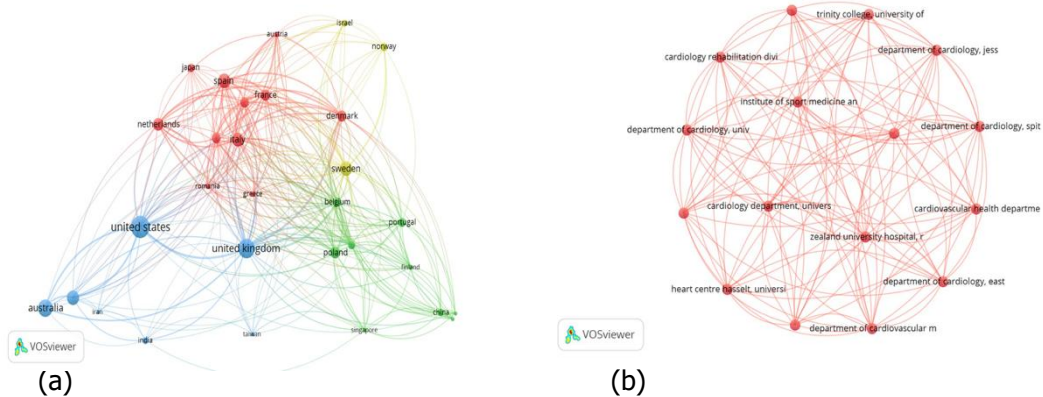 israel
austria
norway
japan
spain
france
netherlands
denmark
italy
sweden
romania
greece
belgium
portugal
united states
united kingdom
poland
finland
australia
iran
china
india
taiwan
singapore
VOSviewer
(a)
trinity college, university of
cardiology rehabilitation divi
department of cardiology, jess
institute of sport medicine an
department of cardiology, univ
department of cardiology, spit
cardiology department, univers
cardiovascular health departme
zealand university hospital, r
heart centre hasselt, universi
department of cardiology, east
department of cardiovascular m
VOSviewer
(b)